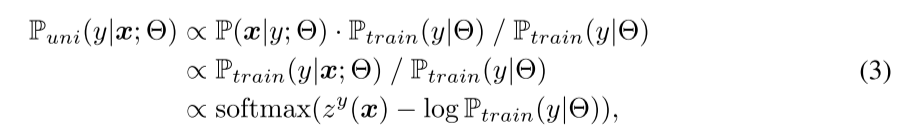 ℙ_{uni}(y|𝒙; Θ) ∝ ℙ(𝒙|y; Θ) · ℙ_{train}(y|Θ) / ℙ_{train}(y|Θ)
∝ ℙ_{train}(y|𝒙; Θ) / ℙ_{train}(y|Θ) (3)
∝ softmax(z^y(𝒙) − log ℙ_{train}(y|Θ)),